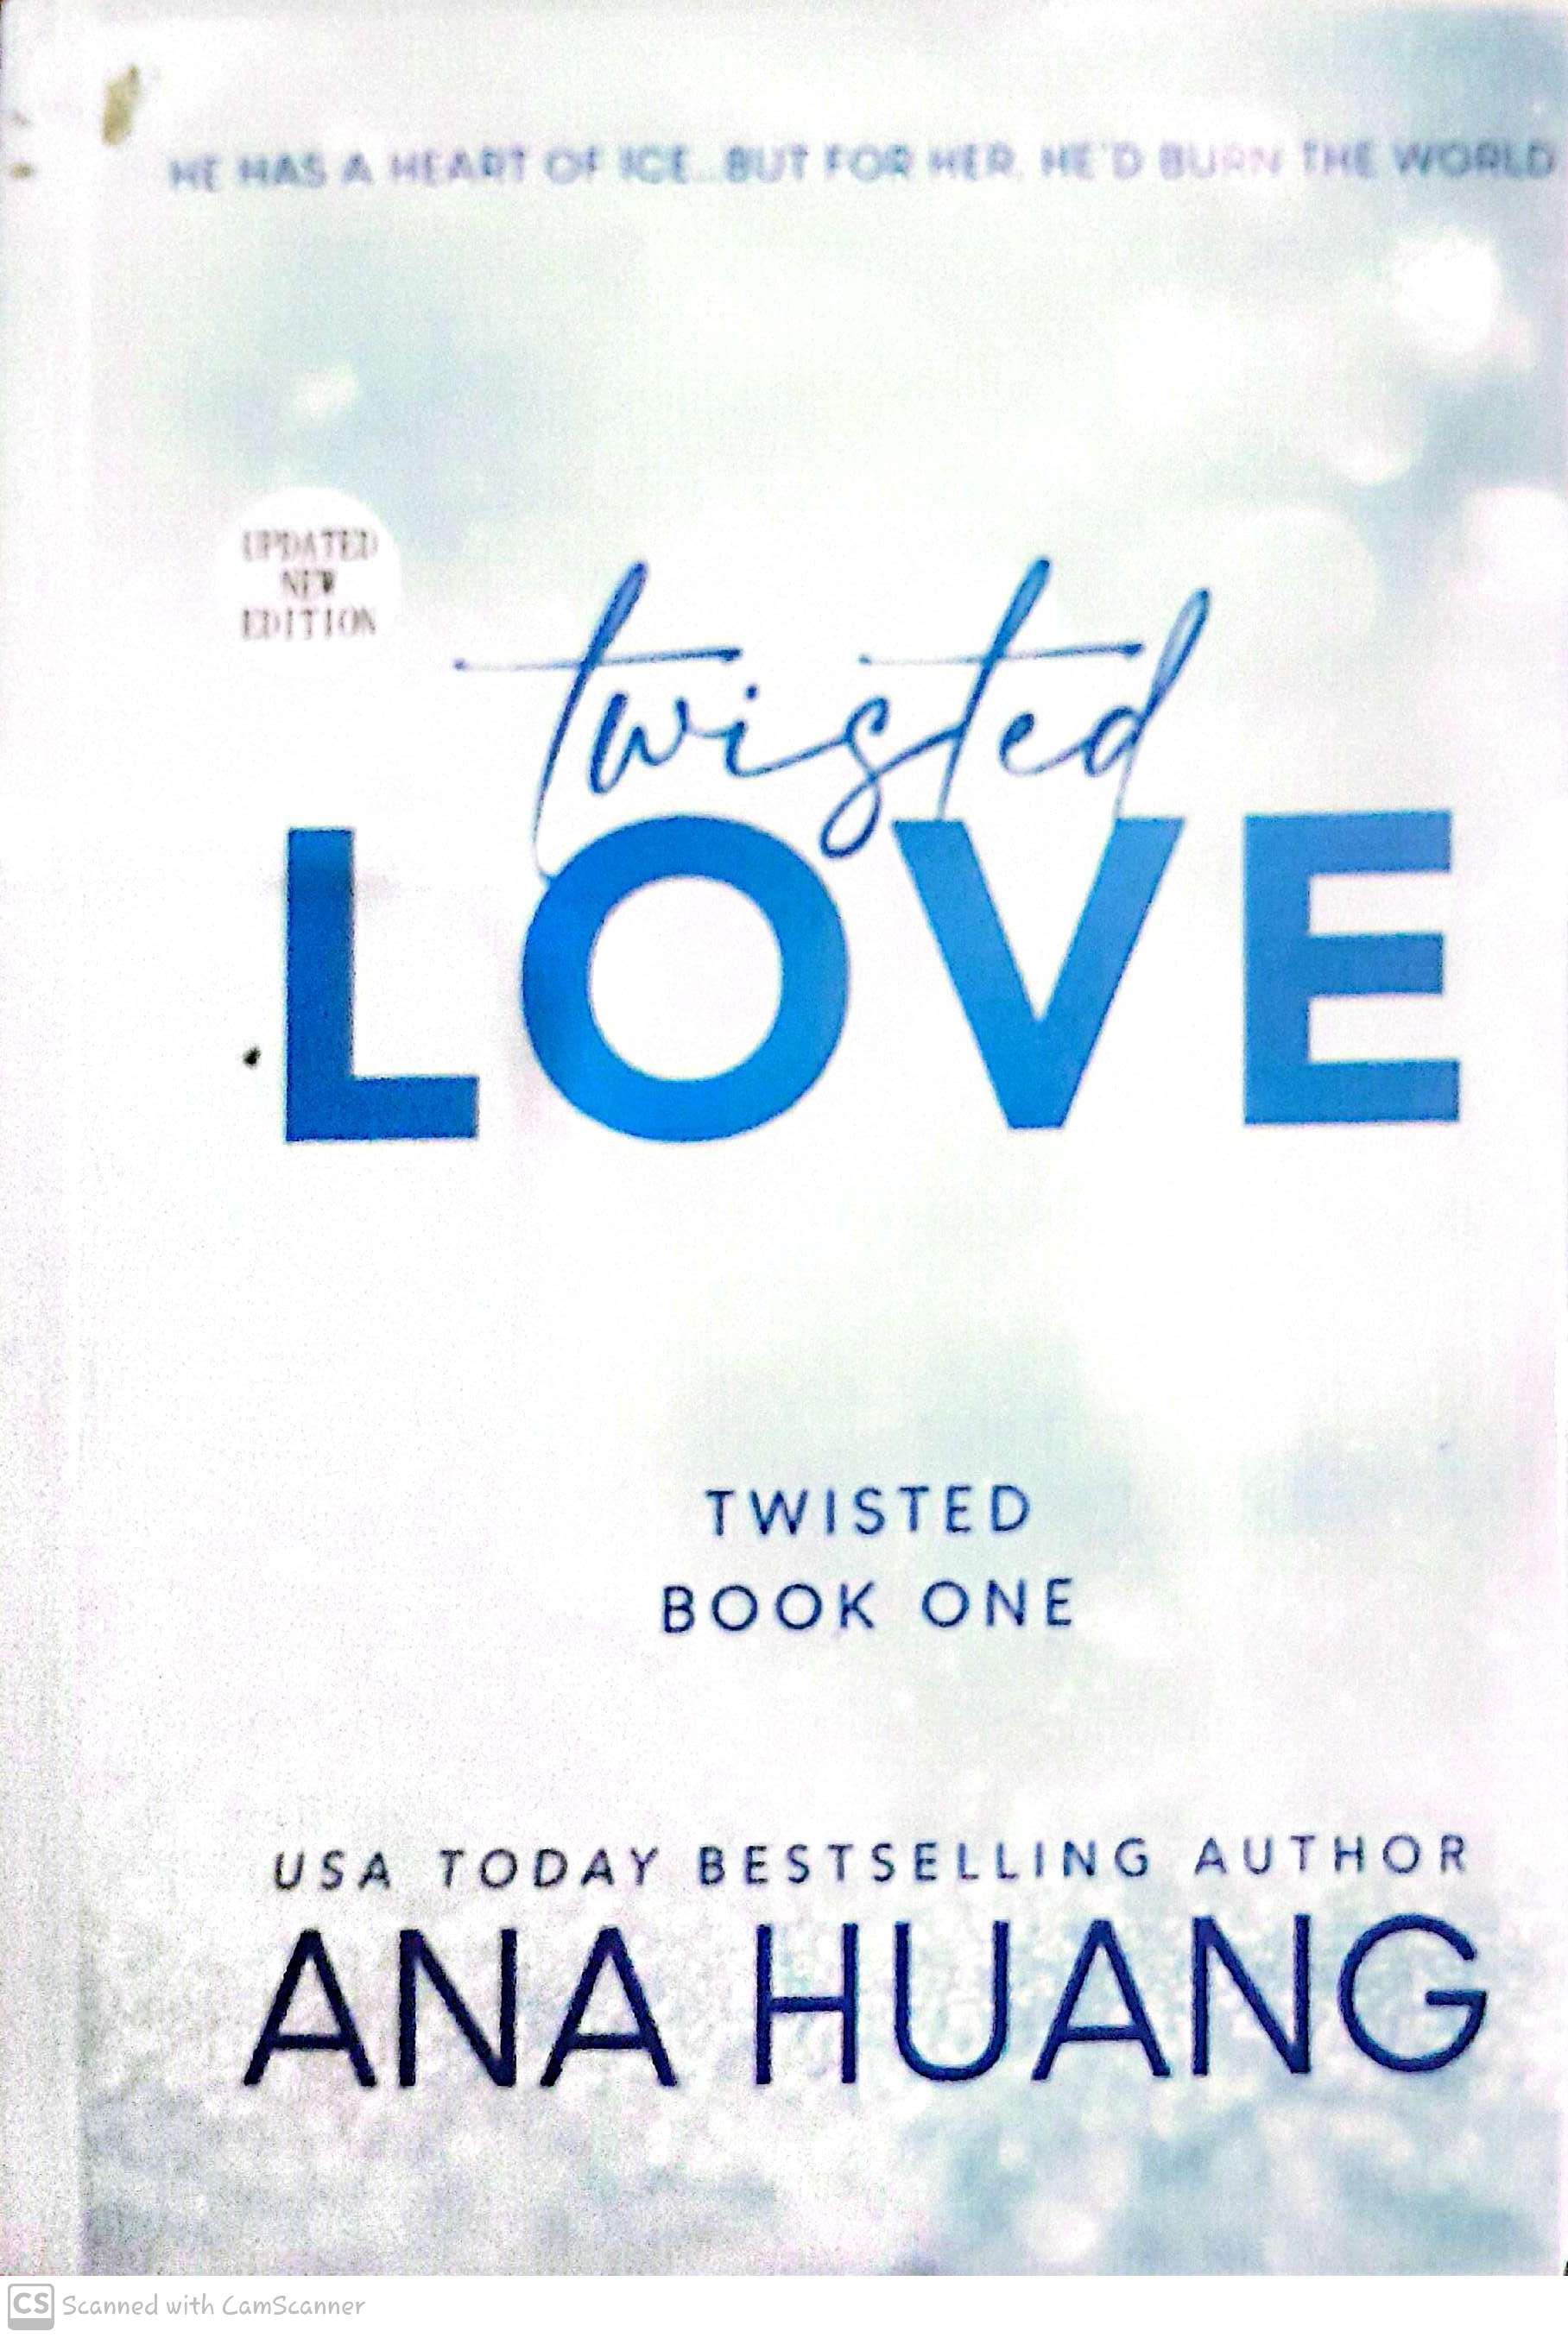 HE HAS A HEART OF ICE...BUT FOR HER, HE'D BURN THE WORLD
UPDATED
NEW
EDITION
twisted
LOVE
TWISTED
BOOK ONE
USA TODAY BESTSELLING AUTHOR
ANA HUANG
CS Scanned with CamScanner